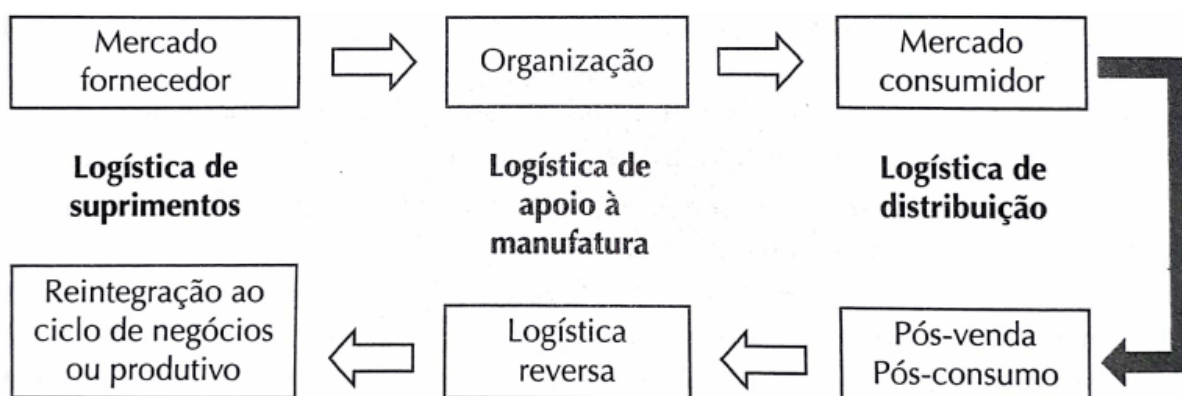 Mercado
fornecedor
Organização
Mercado
consumidor
Logística de
suprimentos
Logística de
apoio à
manufatura
Logística de
distribuição
Reintegração ao
ciclo de negócios
ou produtivo
Logística
reversa
Pós-venda
Pós-consumo